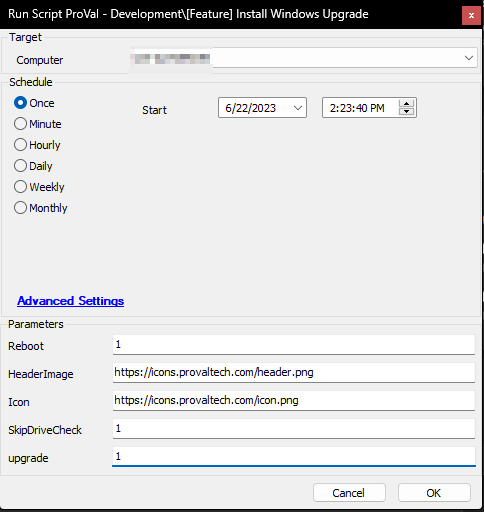 Run Script ProVal - Development\[Feature] Install Windows Upgrade
Target
Computer
Schedule
Once
Start
6/22/2023
2:23:40 PM
Minute
Hourly
Daily
Weekly
Monthly
Advanced Settings
Parameters
Reboot
1
HeaderImage
https://icons.provaltech.com/header.png
Icon
https://icons.provaltech.com/icon.png
SkipDriveCheck
1
upgrade
1
Cancel
OK